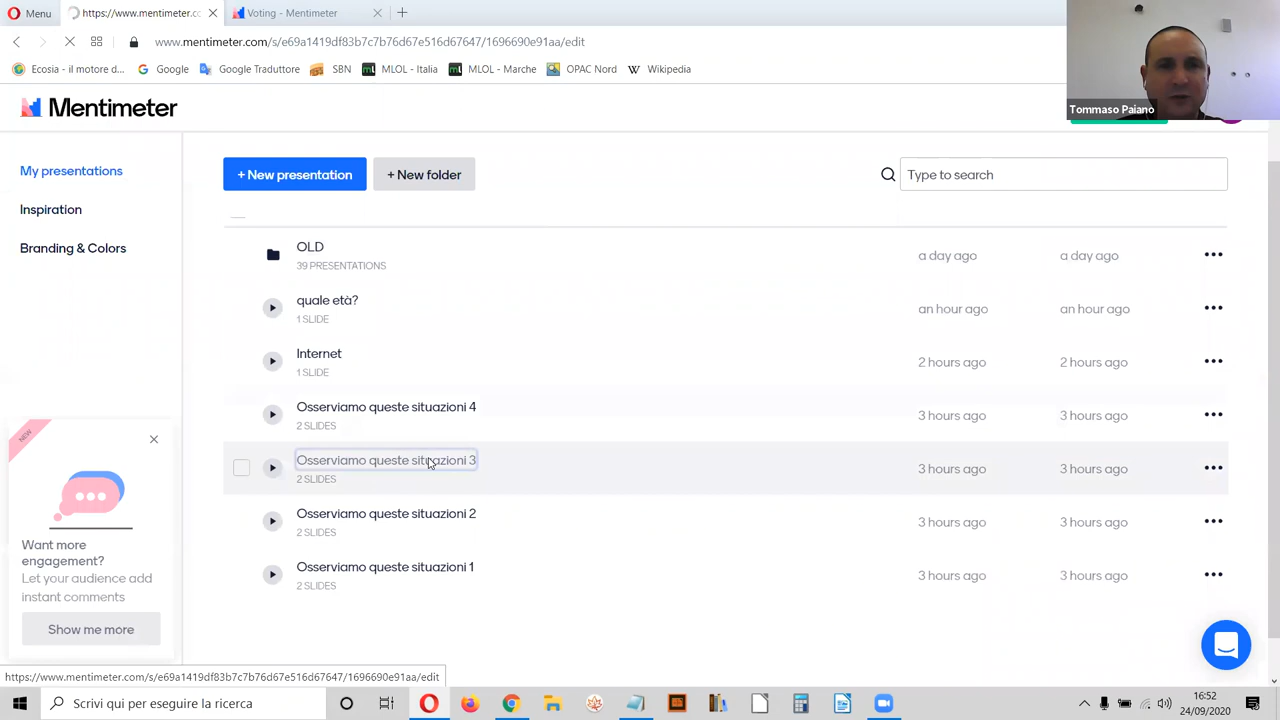 Menu
https://www.mentimeter.co
Voting - Mentimeter
www.mentimeter.com/s/e69a1419df83b7c7b76d67e516d67647/1696690e91aa/edit
Ecosia - il motore d...
Google
Google Traduttore
SBN
MLOL - Italia
MLOL - Marche
OPAC Nord
Wikipedia
Tommaso Paiano
Mentimeter
My presentations
Inspiration
Branding & Colors
+ New presentation
+ New folder
Type to search
OLD
39 PRESENTATIONS
a day ago
a day ago
quale età?
1 SLIDE
an hour ago
an hour ago
Internet
1 SLIDE
2 hours ago
2 hours ago
Osserviamo queste situazioni 4
2 SLIDES
3 hours ago
3 hours ago
Osserviamo queste situazioni 3
2 SLIDES
3 hours ago
3 hours ago
Osserviamo queste situazioni 2
2 SLIDES
3 hours ago
3 hours ago
Osserviamo queste situazioni 1
2 SLIDES
3 hours ago
3 hours ago
NEW
Want more
engagement?
Let your audience add
instant comments
Show me more
https://www.mentimeter.com/s/e69a1419df83b7c7b76d67e516d67647/1696690e91aa/edit
Scrivi qui per eseguire la ricerca
16:52
24/09/2020